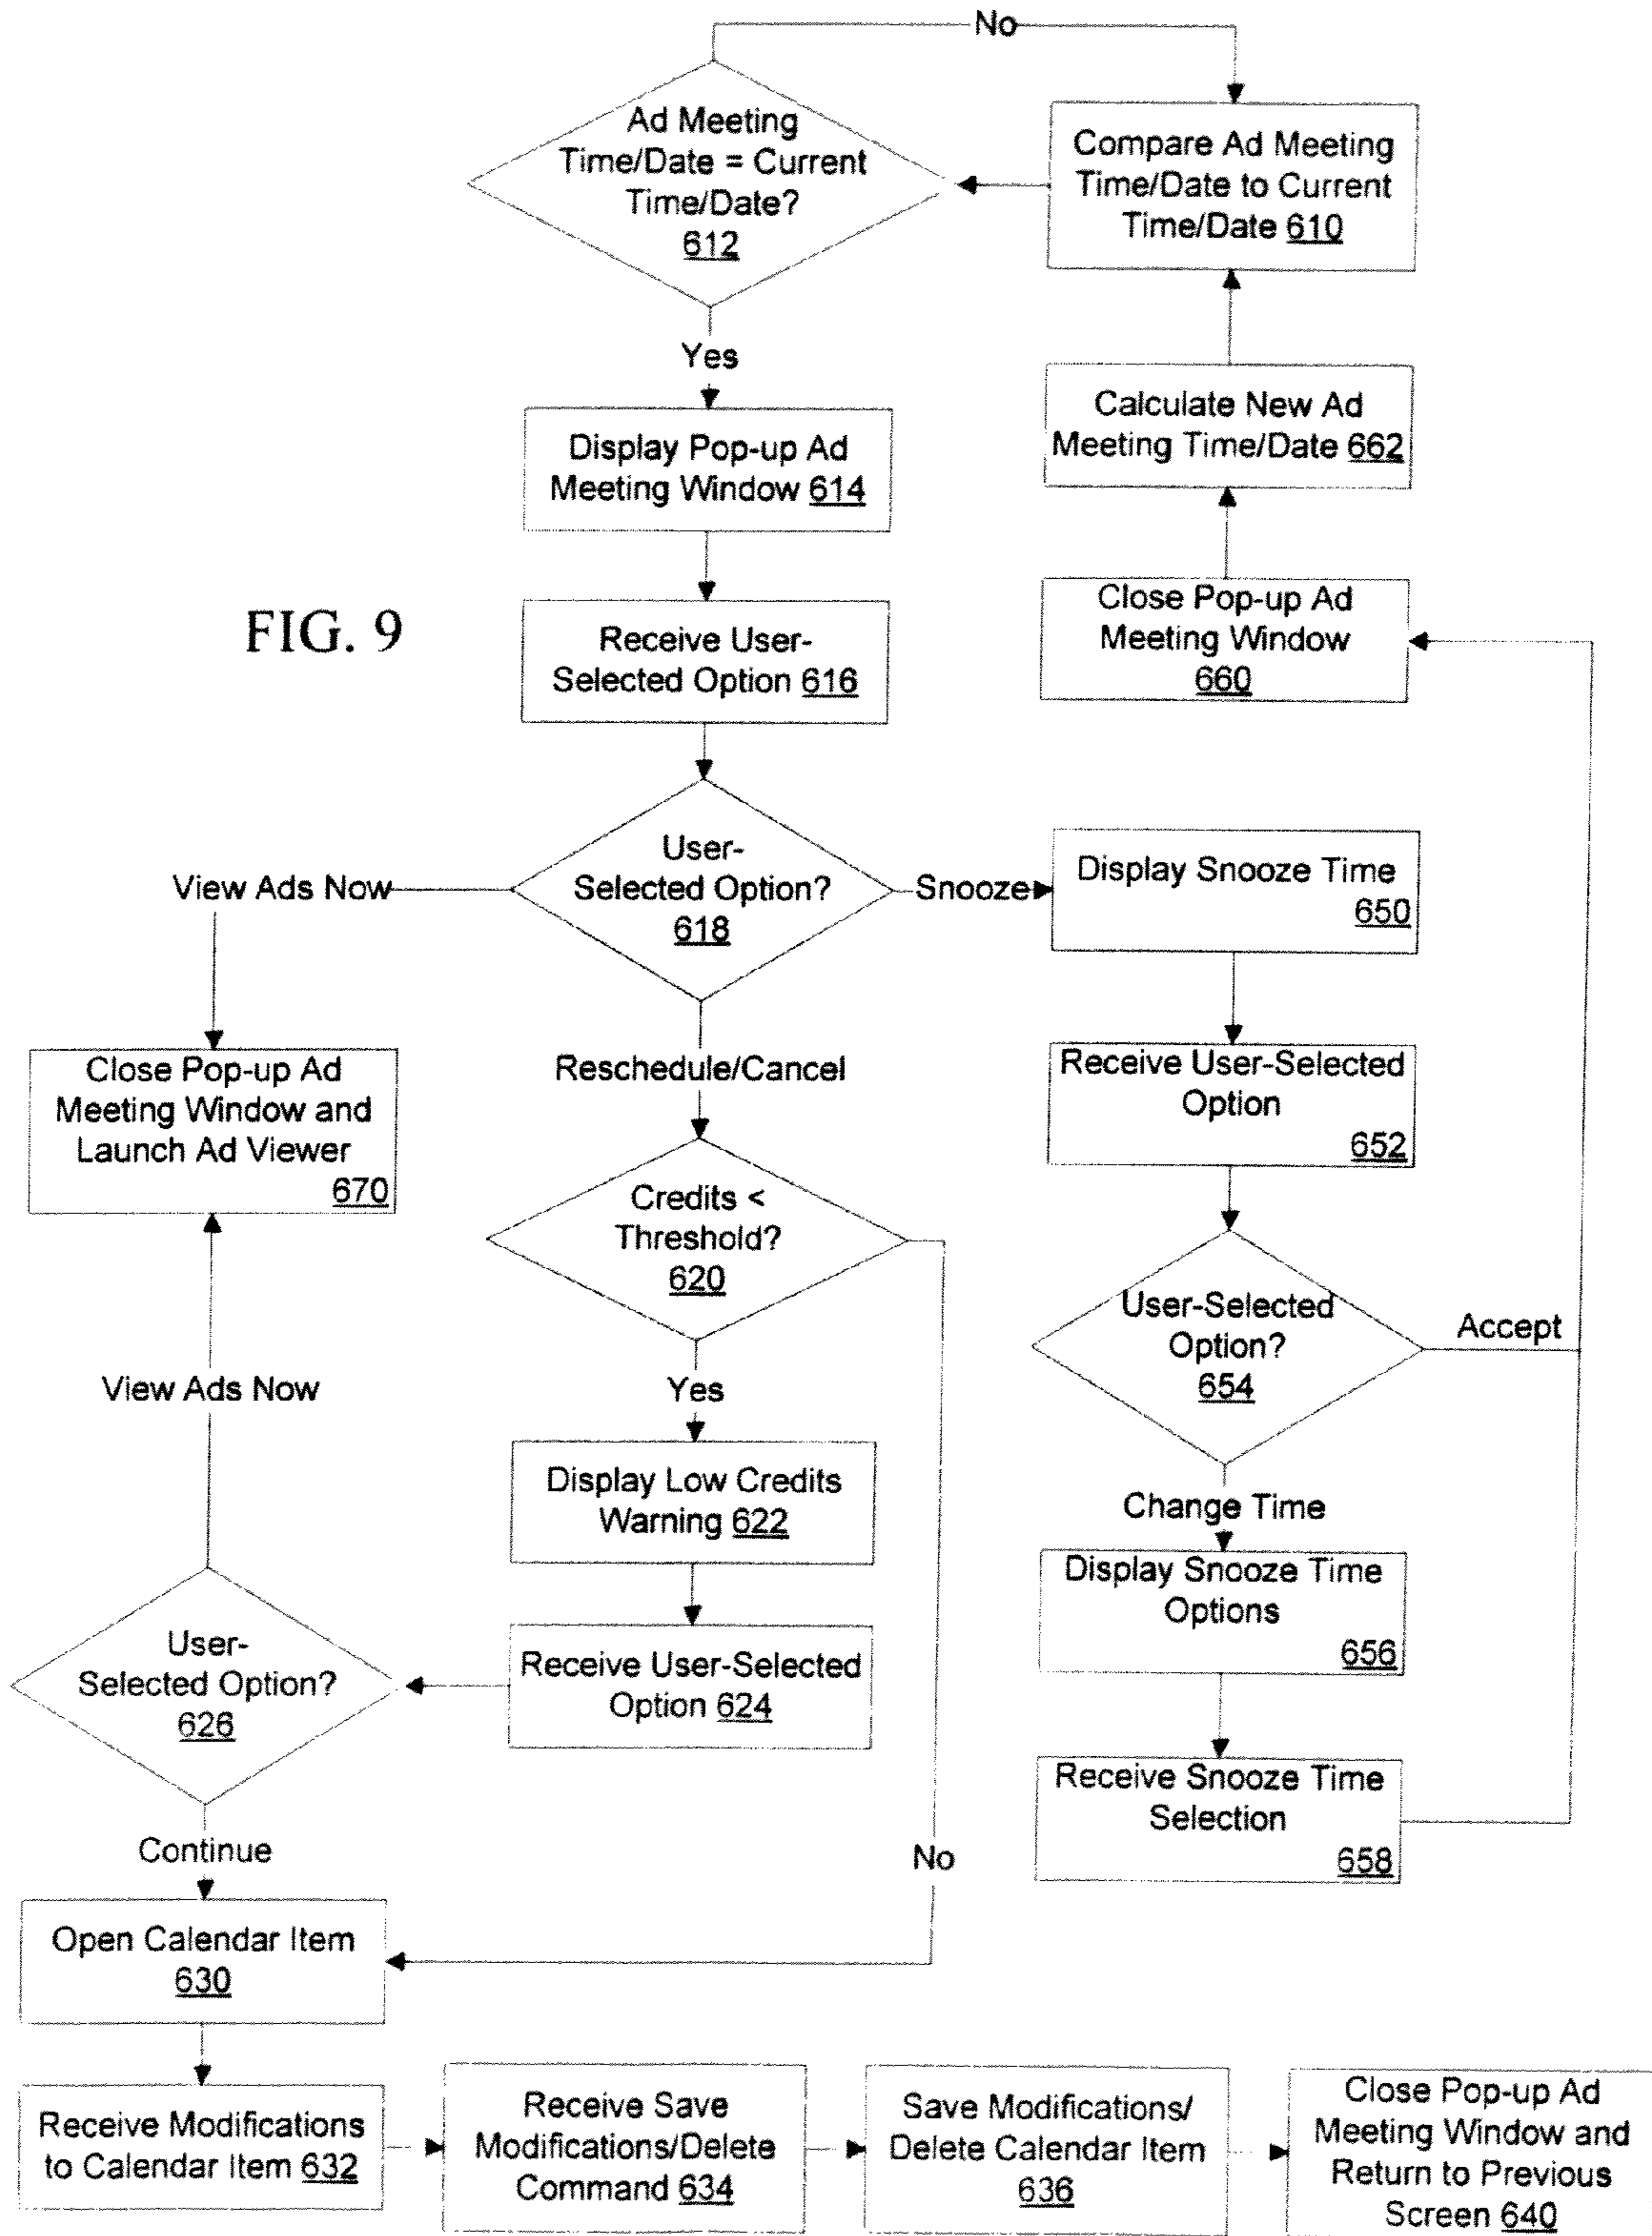 No
Ad Meeting
Time/Date = Current
Time/Date?
612
Compare Ad Meeting
Time/Date to Current
Time/Date 610
Yes
Calculate New Ad
Meeting Time/Date 662
Display Pop-up Ad
Meeting Window 614
Close Pop-up Ad
Meeting Window
660
FIG. 9
Receive User-
Selected Option 616
User-
Selected Option?
618
View Ads Now
Snooze
Display Snooze Time
650
Close Pop-up Ad
Meeting Window and
Launch Ad Viewer
670
Reschedule/Cancel
Receive User-Selected
Option
652
Credits <
Threshold?
620
User-Selected
Option?
654
Accept
View Ads Now
Yes
Display Low Credits
Warning 622
Change Time
Display Snooze Time
Options
656
User-
Selected Option?
626
Receive User-Selected
Option 624
Receive Snooze Time
Selection
658
Continue
No
Open Calendar Item
630
Receive Modifications
to Calendar Item 632
Receive Save
Modifications/Delete
Command 634
Save Modifications/
Delete Calendar Item
636
Close Pop-up Ad
Meeting Window and
Return to Previous
Screen 640